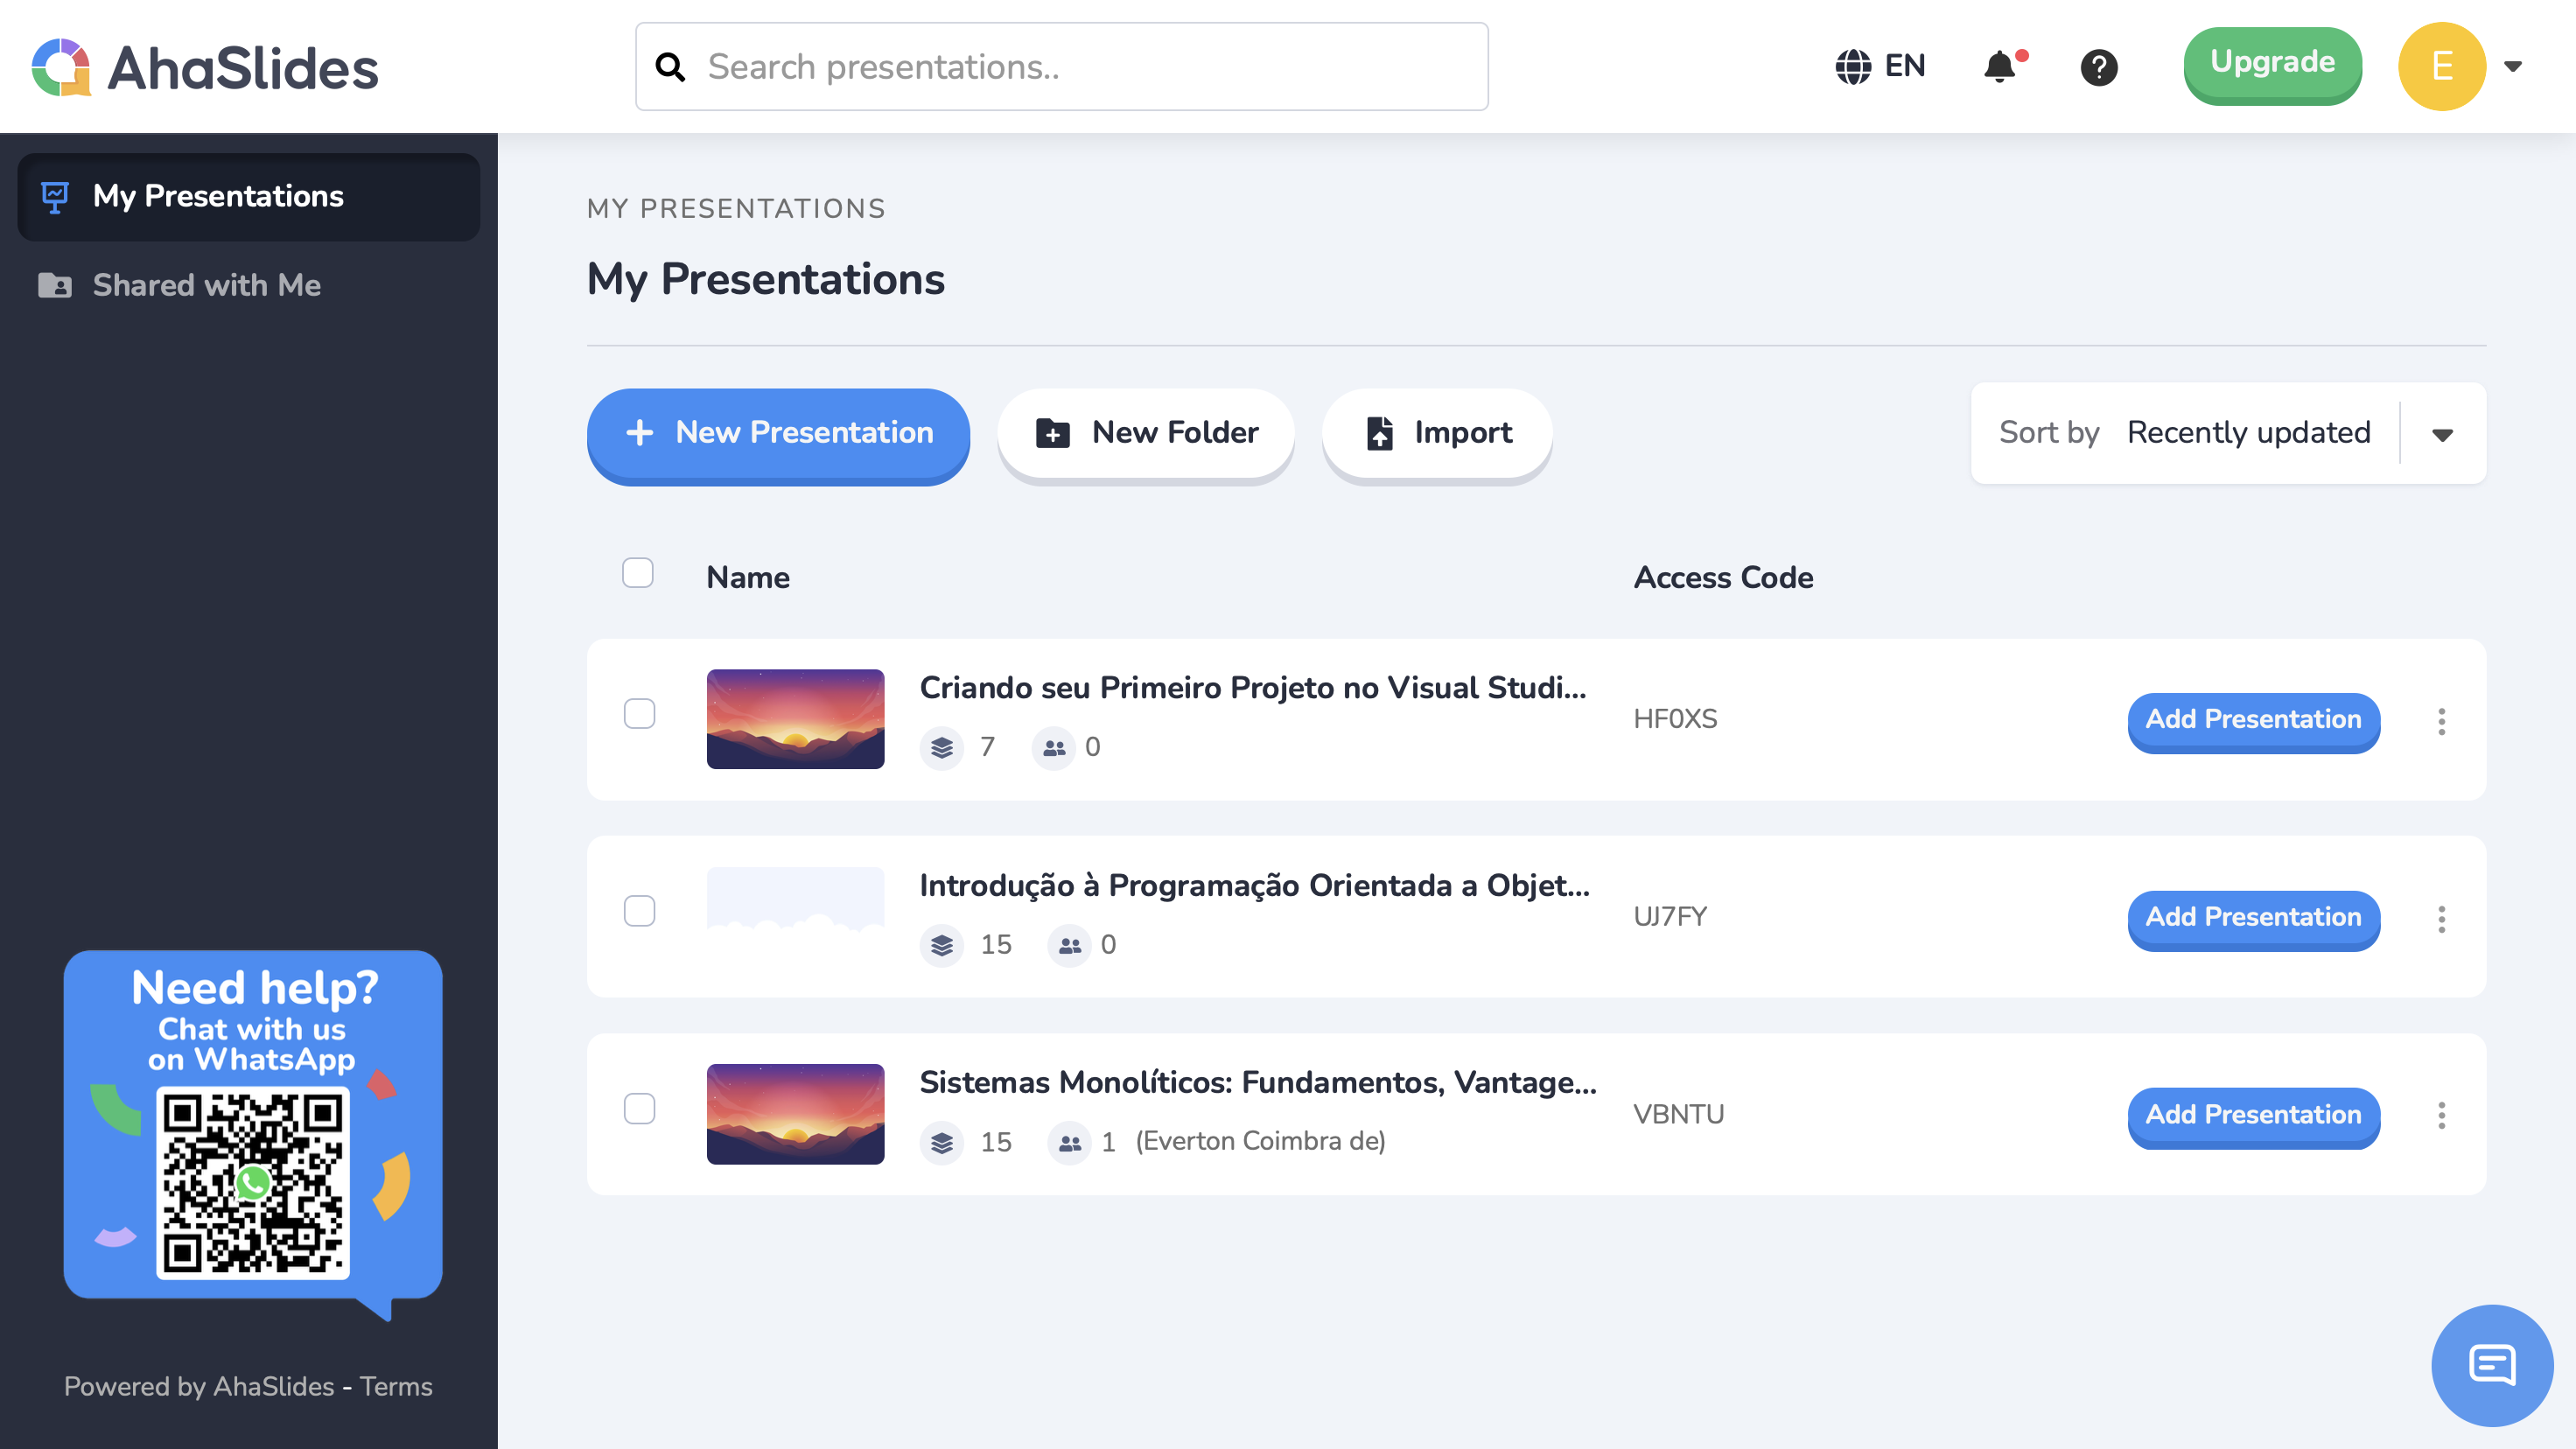 AhaSlides
Search presentations..
EN
Upgrade
E
My Presentations
Shared with Me
MY PRESENTATIONS
My Presentations
New Presentation
New Folder
Import
Sort by Recently updated
Name
Access Code
Criando seu Primeiro Projeto no Visual Studi...
7
0
HF0XS
Add Presentation
Introdução à Programação Orientada a Objet...
15
0
UJ7FY
Add Presentation
Sistemas Monolíticos: Fundamentos, Vantage...
15
1 (Everton Coimbra de)
VBNTU
Add Presentation
Need help?
Chat with us
on WhatsApp
Powered by AhaSlides - Terms